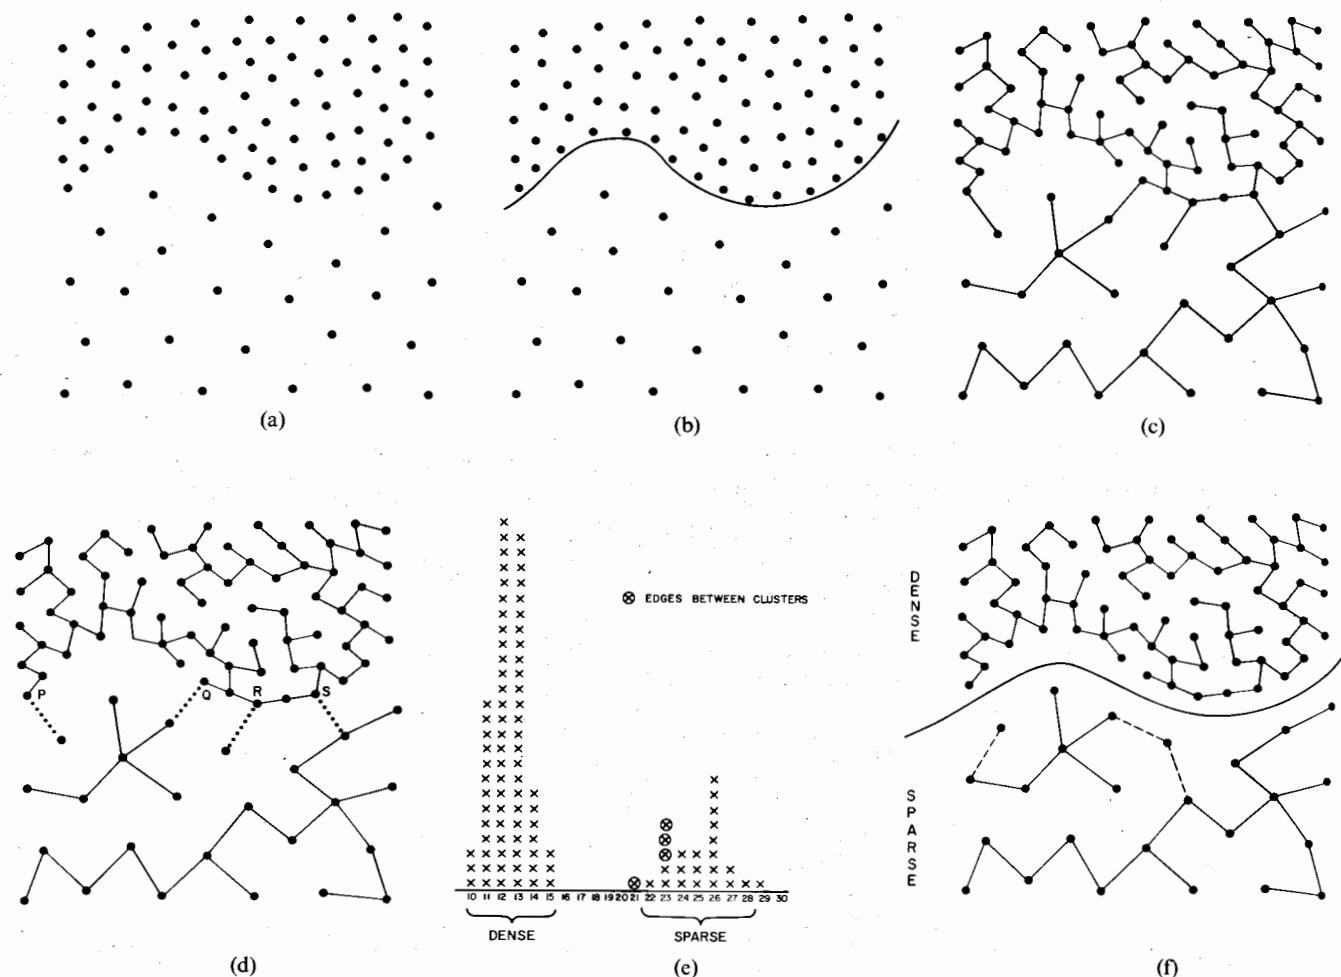 (a)
(b)
(c)
P
Q
R
S
(d)
⊗ EDGES BETWEEN CLUSTERS
10 11 12 13 14 15 16 17 18 19 20 21 22 23 24 25 26 27 28 29 30
DENSE
SPARSE
(e)
DENSE
SPARSE
(f)